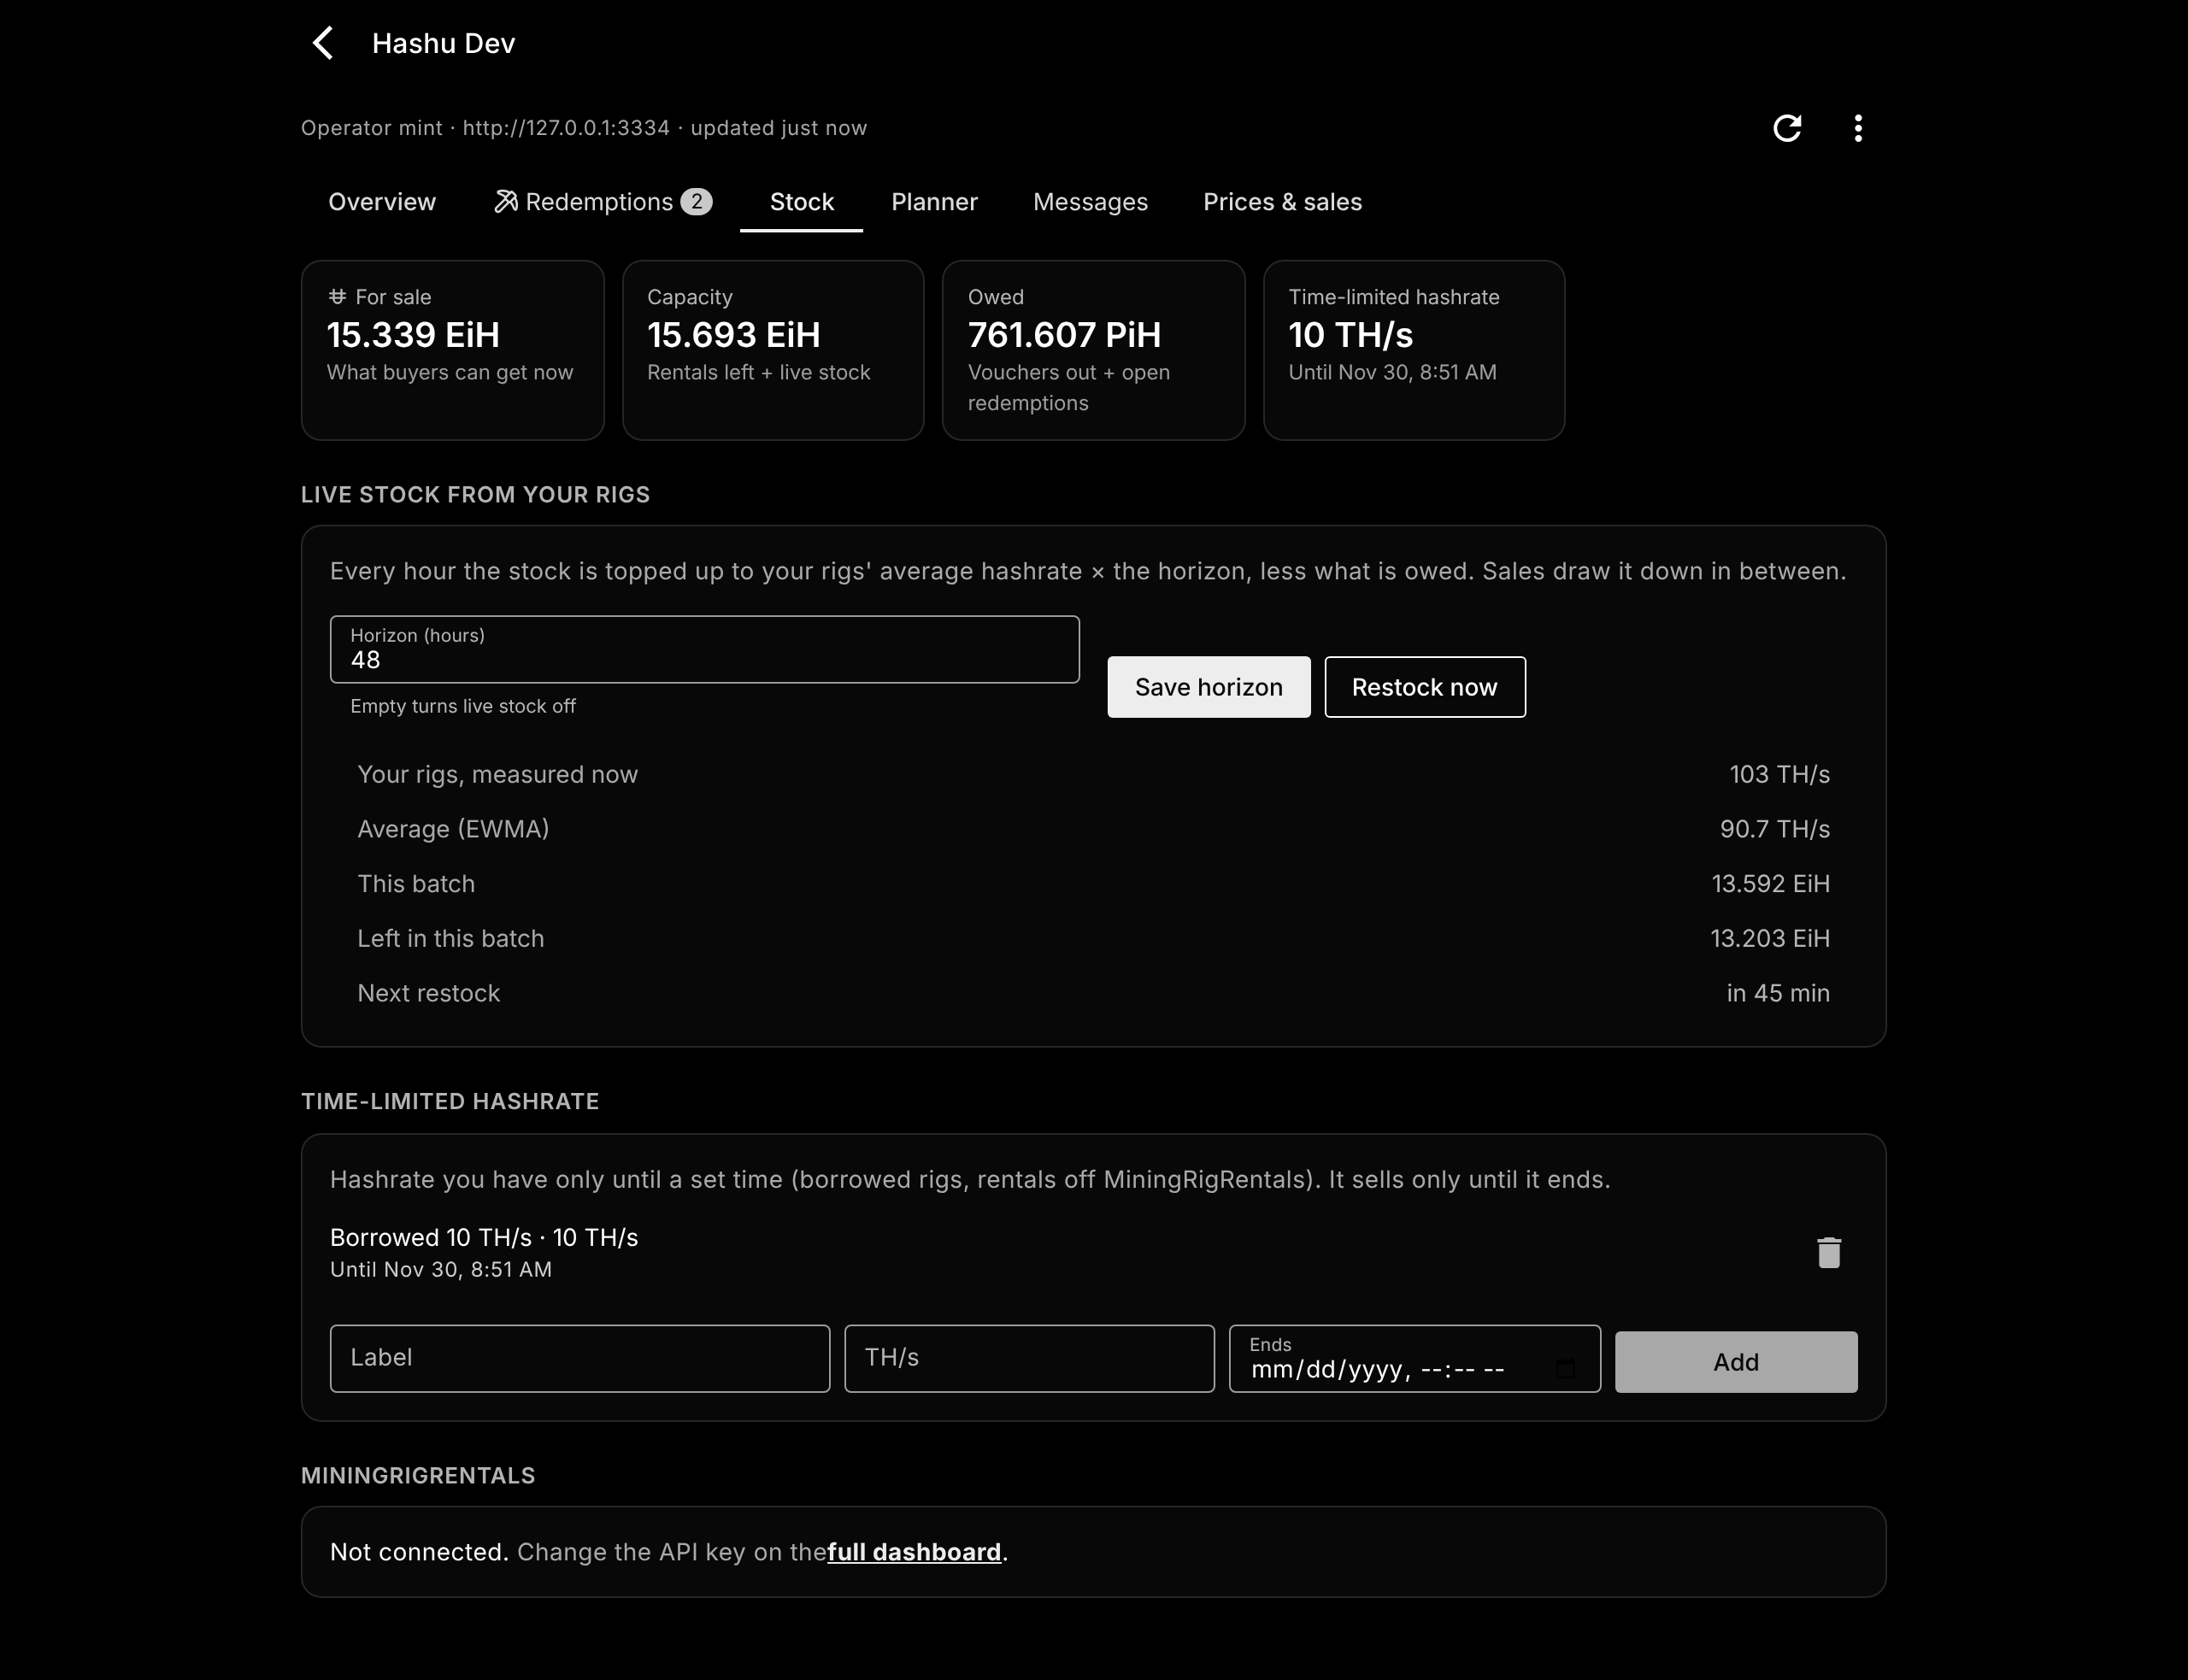 Hashu Dev
Operator mint · http://127.0.0.1:3334 · updated just now
Overview
Redemptions 2
Stock
Planner
Messages
Prices & sales
For sale
15.339 EiH
What buyers can get now
Capacity
15.693 EiH
Rentals left + live stock
Owed
761.607 PiH
Vouchers out + open
redemptions
Time-limited hashrate
10 TH/s
Until Nov 30, 8:51 AM
LIVE STOCK FROM YOUR RIGS
Every hour the stock is topped up to your rigs' average hashrate × the horizon, less what is owed. Sales draw it down in between.
Horizon (hours)
48
Empty turns live stock off
Save horizon
Restock now
Your rigs, measured now 103 TH/s
Average (EWMA) 90.7 TH/s
This batch 13.592 EiH
Left in this batch 13.203 EiH
Next restock in 45 min
TIME-LIMITED HASHRATE
Hashrate you have only until a set time (borrowed rigs, rentals off MiningRigRentals). It sells only until it ends.
Borrowed 10 TH/s · 10 TH/s
Until Nov 30, 8:51 AM
Label
TH/s
Ends
mm/dd/yyyy, --:-- --
Add
MININGRIGRENTALS
Not connected. Change the API key on thefull dashboard.